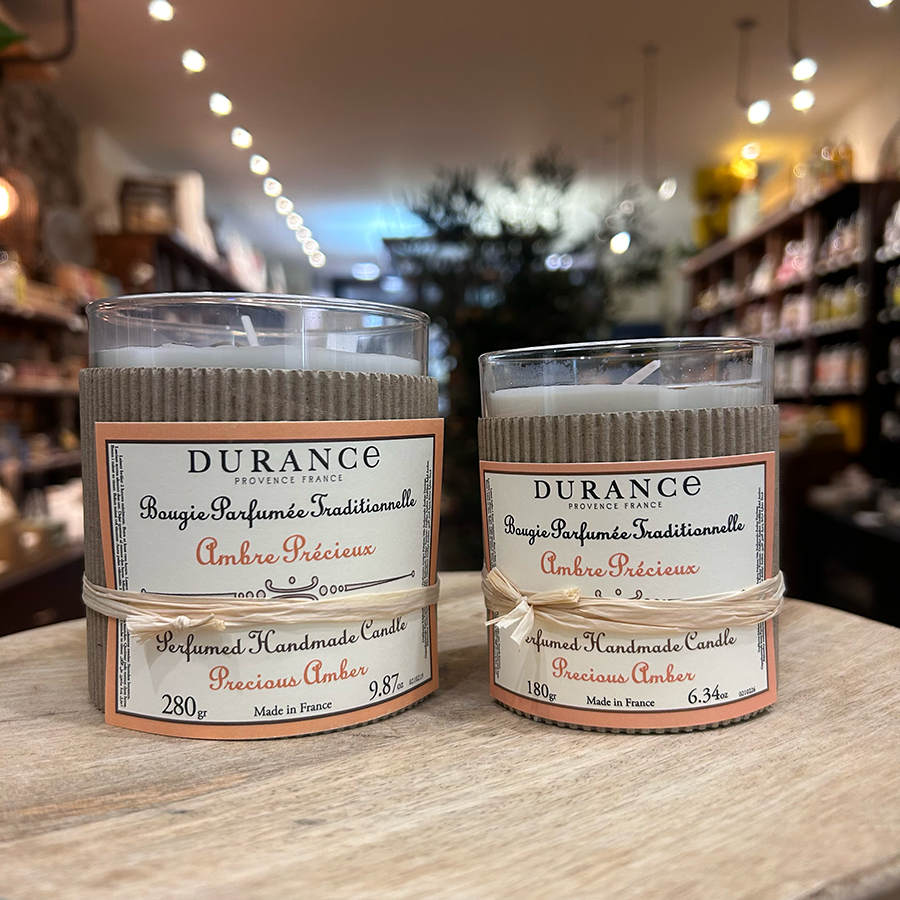 DURANCE
PROVENCE FRANCE
Bougie Parfumée Traditionnelle
Ambre Précieux
Perfumed Handmade Candle
Precious Amber
280gr
Made in France
9.87oz
DURANCE
PROVENCE FRANCE
Bougie Parfumée Traditionnelle
Ambre Précieux
erfumed Handmade Candle
Precious Amber
180gr
Made in France
6.34oz